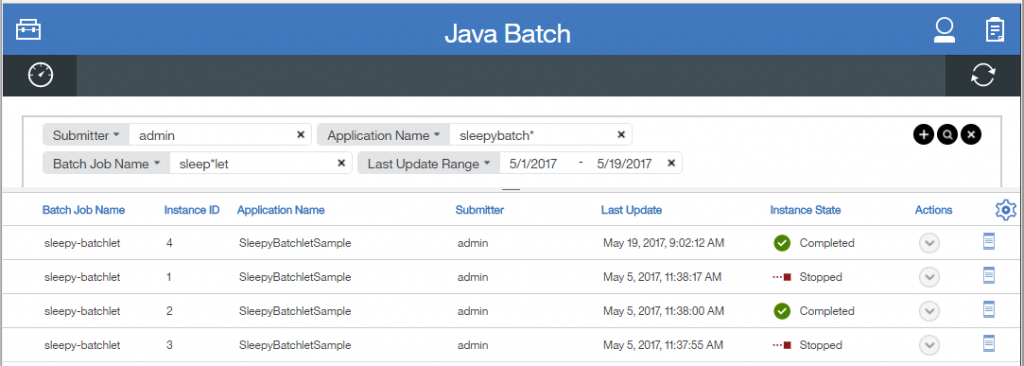 Java Batch
Submitter admin Application Name sleepybatch*
Batch Job Name sleep*let Last Update Range 5/1/2017 - 5/19/2017
Batch Job Name Instance ID Application Name Submitter Last Update Instance State Actions
sleepy-batchlet 4 SleepyBatchletSample admin May 19, 2017, 9:02:12 AM Completed
sleepy-batchlet 1 SleepyBatchletSample admin May 5, 2017, 11:38:17 AM Stopped
sleepy-batchlet 2 SleepyBatchletSample admin May 5, 2017, 11:38:00 AM Completed
sleepy-batchlet 3 SleepyBatchletSample admin May 5, 2017, 11:37:55 AM Stopped